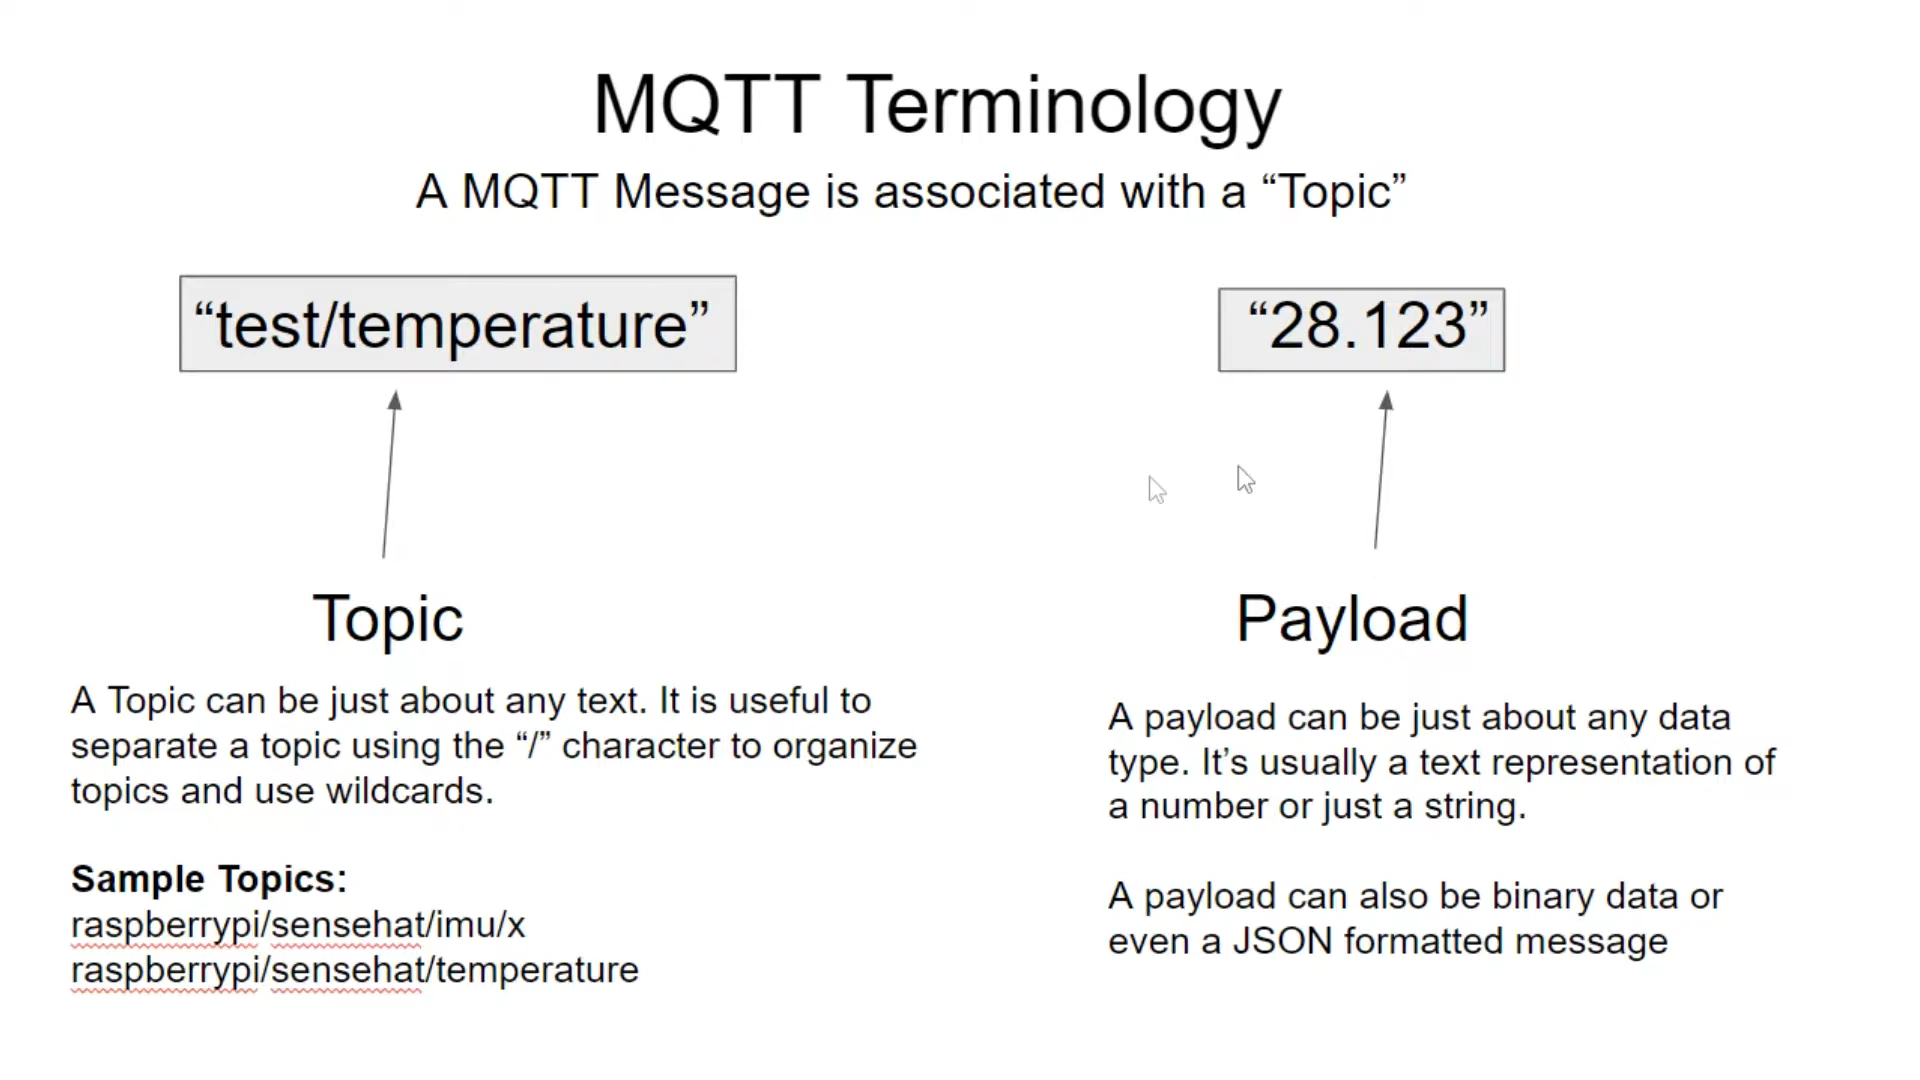 MQTT Terminology
A MQTT Message is associated with a “Topic”
“test/temperature”
“28.123”
Topic
A Topic can be just about any text. It is useful to
separate a topic using the “/” character to organize
topics and use wildcards.
Sample Topics:
raspberrypi/sensehat/imu/x
raspberrypi/sensehat/temperature
Payload
A payload can be just about any data
type. It’s usually a text representation of
a number or just a string.
A payload can also be binary data or
even a JSON formatted message